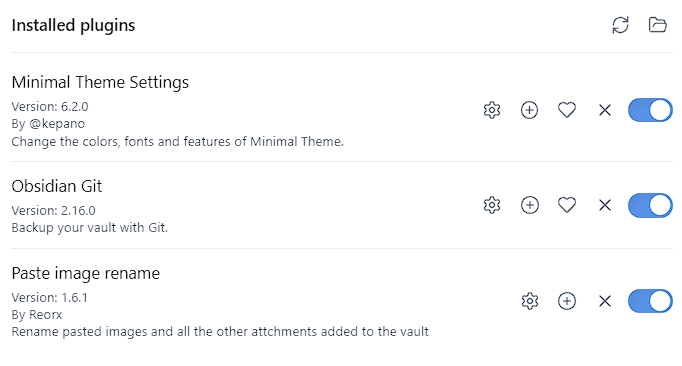 Installed plugins
Minimal Theme Settings
Version: 6.2.0
By @kepano
Change the colors, fonts and features of Minimal Theme.
Obsidian Git
Version: 2.16.0
Backup your vault with Git.
Paste image rename
Version: 1.6.1
By Reorx
Rename pasted images and all the other attchments added to the vault